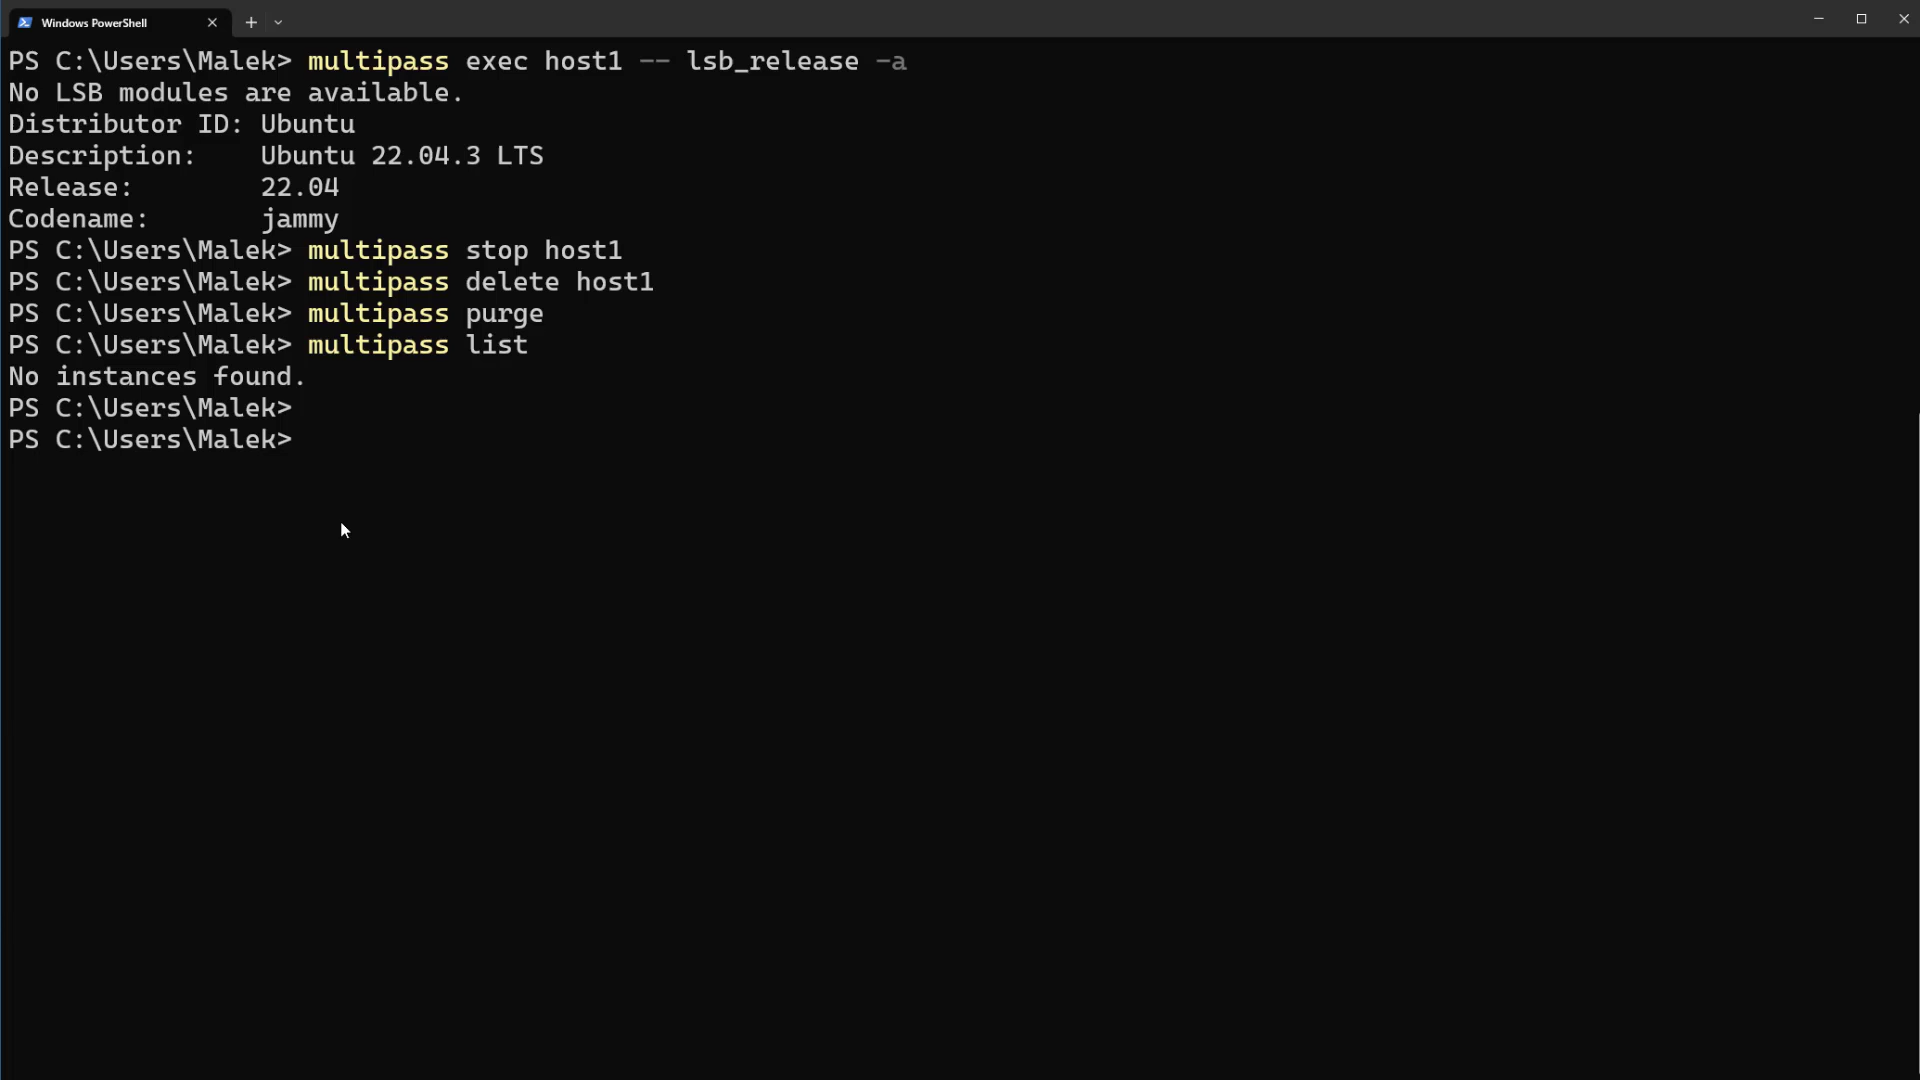 Windows PowerShell
PS C:\Users\Malek> multipass exec host1 -- lsb_release -a
No LSB modules are available.
Distributor ID: Ubuntu
Description:    Ubuntu 22.04.3 LTS
Release:        22.04
Codename:       jammy
PS C:\Users\Malek> multipass stop host1
PS C:\Users\Malek> multipass delete host1
PS C:\Users\Malek> multipass purge
PS C:\Users\Malek> multipass list
No instances found.
PS C:\Users\Malek>
PS C:\Users\Malek>